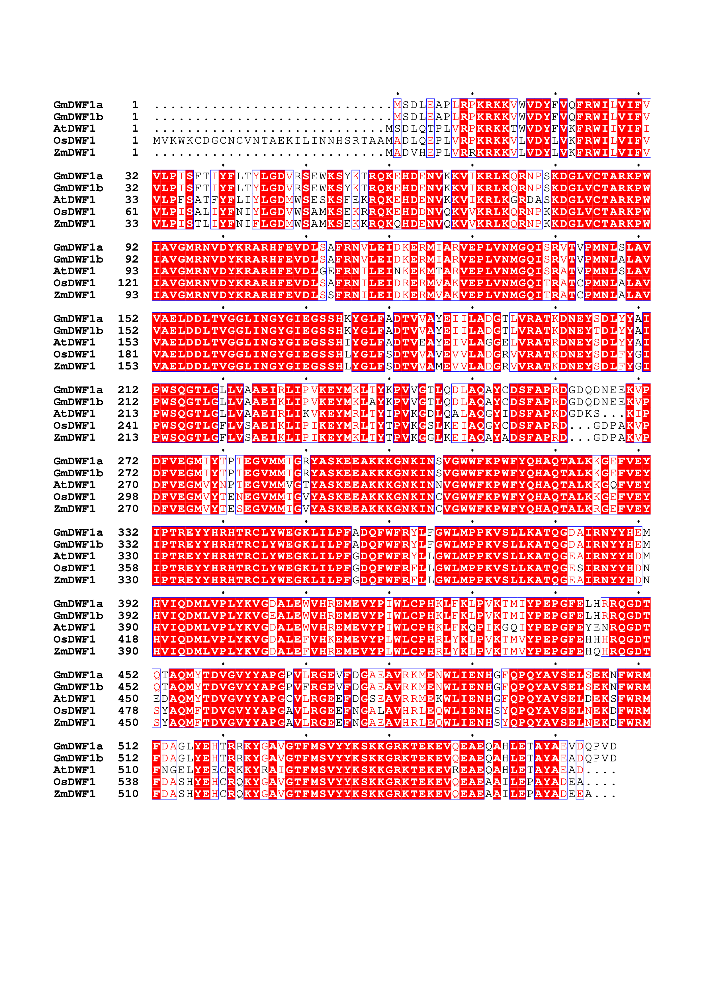 GmDWF1a 1 .............................MSDLEAPLRPKRKKVWVDYFVQFRWILVIFV
GmDWF1b 1 .............................MSDLEAPLRPKRKKVWVDYFVQFRWILVIFV
AtDWF1 1 ............................MSDLQTPLVRPKRKKTWVDYFVKFRWIIVIFI
OsDWF1 1 MVKWKCDGCNCVNTAEKILINNHSRTAAMADLQEPLVRPKRKKVLVDYLVKFRWILVIFV
ZmDWF1 1 ............................MADVHEPLVRRKRKKVLVDYLVKFRWILVIFV
GmDWF1a 32 VLPISFTIYFLTYLGDVRSEWKSYKTRQKEHDENVKKVIKRLKQRNPSKDGLVCTARKPW
GmDWF1b 32 VLPISFTIYFLTYLGDVRSEWKSYKTRQKEHDENVKKVIKRLKQRNPSKDGLVCTARKPW
AtDWF1 33 VLPFSATFYFLIYLGDMWSESKSFEKRQKEHDENVKKVIKRLKGRDASKDGLVCTARKPW
OsDWF1 61 VLPISALIYFNIYLGDVWSAMKSEKRRQKEHDDNVQKVVKRLKQRNPKKDGLVCTARKPW
ZmDWF1 33 VLPISTLIYFNIFLGDMWSAMKSEKKRQKQHDENVQKVVKRLKQRNPKKDGLVCTARKPW
GmDWF1a 92 IAVGMRNVDYKRARHFEVDLSAFRNVLEIDKERMIARVEPLVNMGQISRVTVPMNLSLAV
GmDWF1b 92 IAVGMRNVDYKRARHFEVDLSAFRNVLEIDKERMIARVEPLVNMGQISRVTVPMNLALAV
AtDWF1 93 IAVGMRNVDYKRARHFEVDLGEFRNILEINKEKMTARVEPLVNMGQISRATVPMNLSLAV
OsDWF1 121 IAVGMRNVDYKRARHFEVDLSAFRNILEIDRERMVAKVEPLVNMGQITRATCPMNLALAV
ZmDWF1 93 IAVGMRNVDYKRARHFEVDLSSFRNILEIDKERMVAKVEPLVNMGQITRATCPMNLALAV
GmDWF1a 152 VAELDDLTVGGLINGYGIEGSSHKYGLFADTVVAYEIILADGTLVRATKDNEYSDLYYAI
GmDWF1b 152 VAELDDLTVGGLINGYGIEGSSHKYGLFADTVVAYEIILADGTLVRATKDNEYTDLYYAI
AtDWF1 153 VAELDDLTVGGLINGYGIEGSSHIYGLFADTVEAYEIVLAGGELVRATRDNEYSDLYYAI
OsDWF1 181 VAELDDLTVGGLINGYGIEGSSHLYGLFSDTVVAVEVVLADGRVVRATKDNEYSDLFYGI
ZmDWF1 153 VAELDDLTVGGLINGYGIEGSSHLYGLFSDTVVAMEVVLADGRVVRATKDNEYSDLFYGI
GmDWF1a 212 PWSQGTLGLLVAAEIRLIPVKEYMKLTYKPVVGTLQDLAQAYCDSFAPRDGDQDNEEKVP
GmDWF1b 212 PWSQGTLGLLVAAEIKLIPVKEYMKLAYKPVVGTLQDLAQAYCDSFAPRDGDQDNEEKVP
AtDWF1 213 PWSQGTLGLLVAAEIRLIKVKEYMRLTYIPVKGDLQALAQGYIDSFAPKDGDKS...KIP
OsDWF1 241 PWSQGTLGFLVSAEIKLIPIKEYMRLTYTPVKGSLKEIAQGYCDSFAPRD...GDPAKVP
ZmDWF1 213 PWSQGTLGFLVSAEIKLIPIKEYMKLTYTPVKGGLKEIAQAYADSFAPRD...GDPAKVP
GmDWF1a 272 DFVEGMIYTPTEGVMMTGRYASKEEAKKKGNKINSVGWWFKPWFYQHAQTALKKGEFVEY
GmDWF1b 272 DFVEGMIYTPTEGVMMTGRYASKEEAKKKGNKINSVGWWFKPWFYQHAQTALKKGEFVEY
AtDWF1 270 DFVEGMVYNPTEGVMMVGTYASKEEAKKKGNKINNVGWWFKPWFYQHAQTALKKGQFVEY
OsDWF1 298 DFVEGMVYTENEGVMMTGVYASKEEAKKKGNKINCVGWWFKPWFYQHAQTALKKGEFVEY
ZmDWF1 270 DFVEGMVYTESEGVMMTGVYASKEEAKKKGNKINCVGWWFKPWFYQHAQTALKRGEFVEY
GmDWF1a 332 IPTREYYHRHTRCLYWEGKLILPFADQFWFRYLFGWLMPPKVSLLKATQGDAIRNYYHEM
GmDWF1b 332 IPTREYYHRHTRCLYWEGKLILPFADQFWFRYLFGWLMPPKVSLLKATQGDAIRNYYHEM
AtDWF1 330 IPTREYYHRHTRCLYWEGKLILPFGDQFWFRYLLGWLMPPKVSLLKATQGEAIRNYYHDM
OsDWF1 358 IPTREYYHRHTRCLYWEGKLILPFGDQFWFRFLLGWLMPPKVSLLKATQGESIRNYYHDN
ZmDWF1 330 IPTREYYHRHTRCLYWEGKLILPFGDQFWFRFLLGWLMPPKVSLLKATQGEAIRNYYHDN
GmDWF1a 392 HVIQDMLVPLYKVGDALEWVHREMEVYPIWLCPHKLFKLPVKTMIYPEPGFELHRRQGDT
GmDWF1b 392 HVIQDMLVPLYKVGEALEWVHREMEVYPIWLCPHKLFKLPVKTMIYPEPGFELHRRQGDT
AtDWF1 390 HVIQDMLVPLYKVGDALEWVHREMEVYPIWLCPHKLFKQPIKGQIYPEPGFEYENRQGDT
OsDWF1 418 HVIQDMLVPLYKVGDALEFVHKEMEVYPLWLCPHRLYKLPVKTMVYPEPGFEHHHRQGDT
ZmDWF1 390 HVIQDMLVPLYKVGDALEFVHREMEVYPLWLCPHRLYKLPVKTMVYPEPGFEHQHRQGDT
GmDWF1a 452 QTAQMYTDVGVYYAPGPVLRGEVFDGAEAVRKMENWLIENHGFQPQYAVSELSEKNFWRM
GmDWF1b 452 QTAQMYTDVGVYYAPGPVFRGEVFDGAEAVRKMENWLIENHGFQPQYAVSELSEKNFWRM
AtDWF1 450 EDAQMYTDVGVYYAPGCVLRGEEFDGSEAVRRMEKWLIENHGFQPQYAVSELDEKSFWRM
OsDWF1 478 SYAQMFTDVGVYYAPGAVLRGEEFNGALAVHRLEQWLIENHSYQPQYAVSELNEKDFWRM
ZmDWF1 450 SYAQMFTDVGVYYAPGAVLRGEEFNGAEAVHRLEQWLIENHSYQPQYAVSELNEKDFWRM
GmDWF1a 512 FDAGLYEHTRRKYGAVGTFMSVYYKSKKGRKTEKEVQEAEQAHLETAYAEVDQPVD
GmDWF1b 512 FDAGLYEHTRRKYGAVGTFMSVYYKSKKGRKTEKEVQEAEQAHLETAYAEADQPVD
AtDWF1 510 FNGELYEECRKKYRAIGTFMSVYYKSKKGRKTEKEVREAEQAHLETAYAEAD....
OsDWF1 538 FDASHYEHCRQKYGAVGTFMSVYYKSKKGRKTEKEVQEAEAAILEPAYADEA....
ZmDWF1 510 FDASHYEHCRQKYGAVGTFMSVYYKSKKGRKTEKEVQEAEAAILEPAYADEEA...